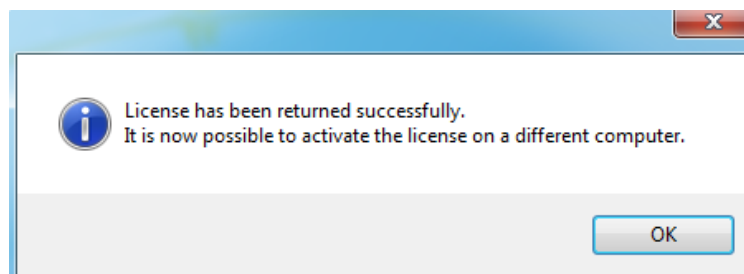 License has been returned successfully.
It is now possible to activate the license on a different computer.
OK